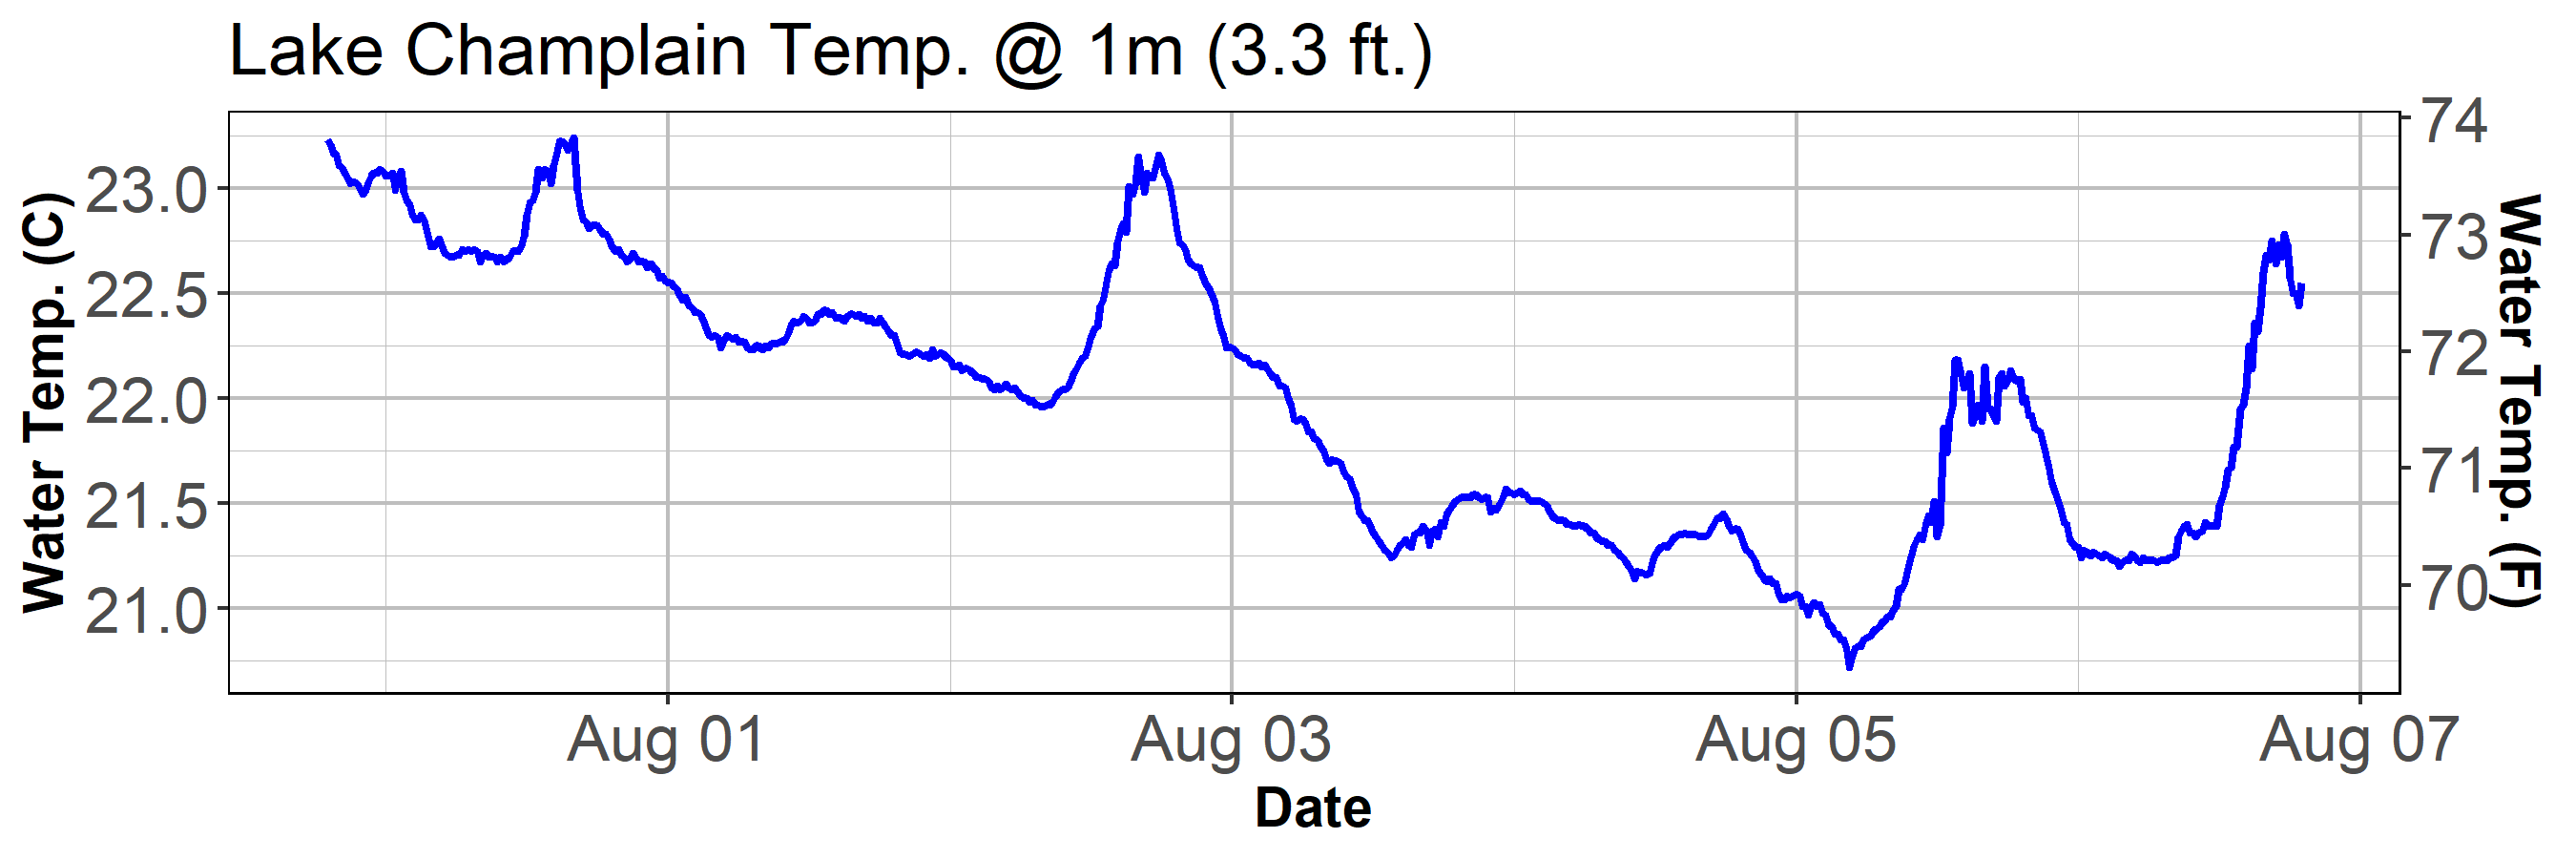 Lake Champlain Temp. @ 1m (3.3 ft.)
Water Temp. (C)
23.0
22.5
22.0
21.5
21.0
74
73
72
71
70
Water Temp. (F)
Aug 01 Aug 03 Aug 05 Aug 07
Date